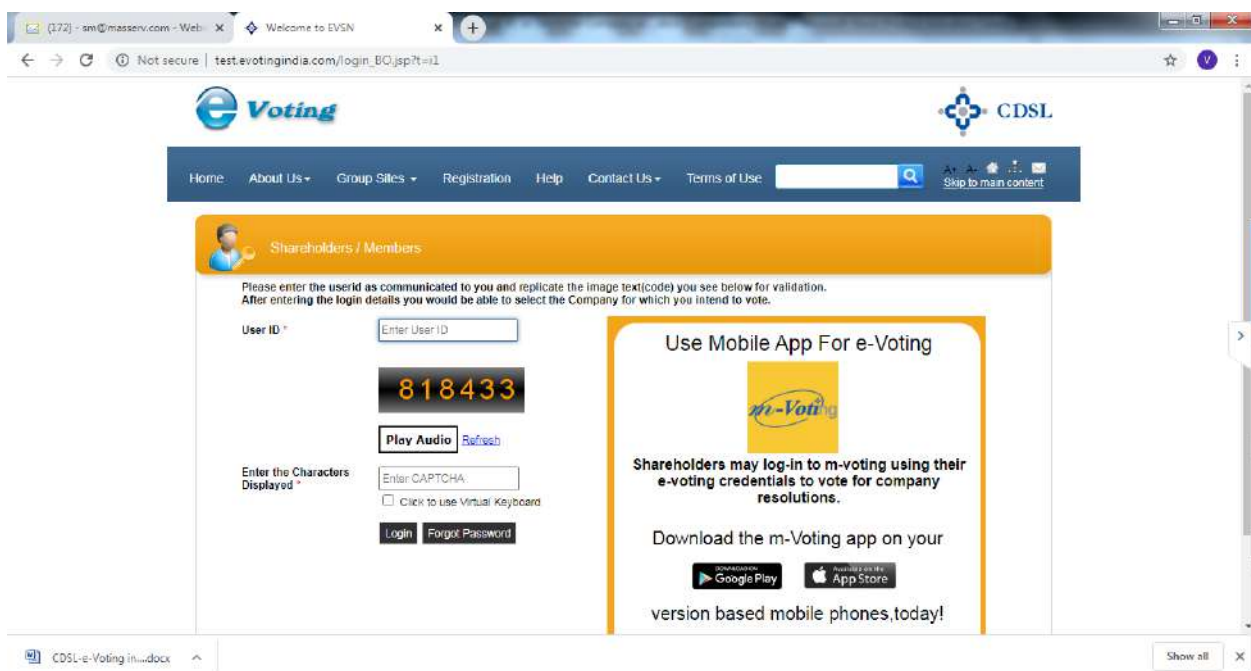 (172) - sm@masserv.com - Web
Welcome to EVSN
Not secure | test.evotingindia.com/login_BO.jsp?t=i1
V
e Voting
CDSL
Home About Us Group Sites Registration Help Contact Us Terms of Use
A+ A-
Skip to main content
Shareholders / Members
Please enter the userid as communicated to you and replicate the image text(code) you see below for validation.
After entering the login details you would be able to select the Company for which you intend to vote.
User ID *
Enter User ID
818433
Play Audio Refresh
Enter the Characters
Displayed *
Enter CAPTCHA
Click to use Virtual Keyboard
Login Forgot Password
Use Mobile App For e-Voting
m-Voting
Shareholders may log-in to m-voting using their
e-voting credentials to vote for company
resolutions.
Download the m-Voting app on your
Google Play
App Store
version based mobile phones,today!
CDSL-e-Voting in....docx
Show all